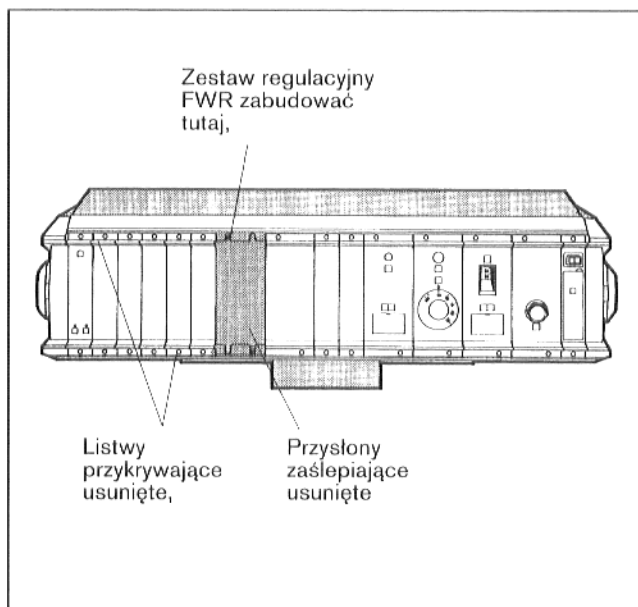 Zestaw regulacyjny
FWR zabudować
tutaj,
Listwy
przykrywające
usunięte,
Przysłony
zaślepiające
usunięte